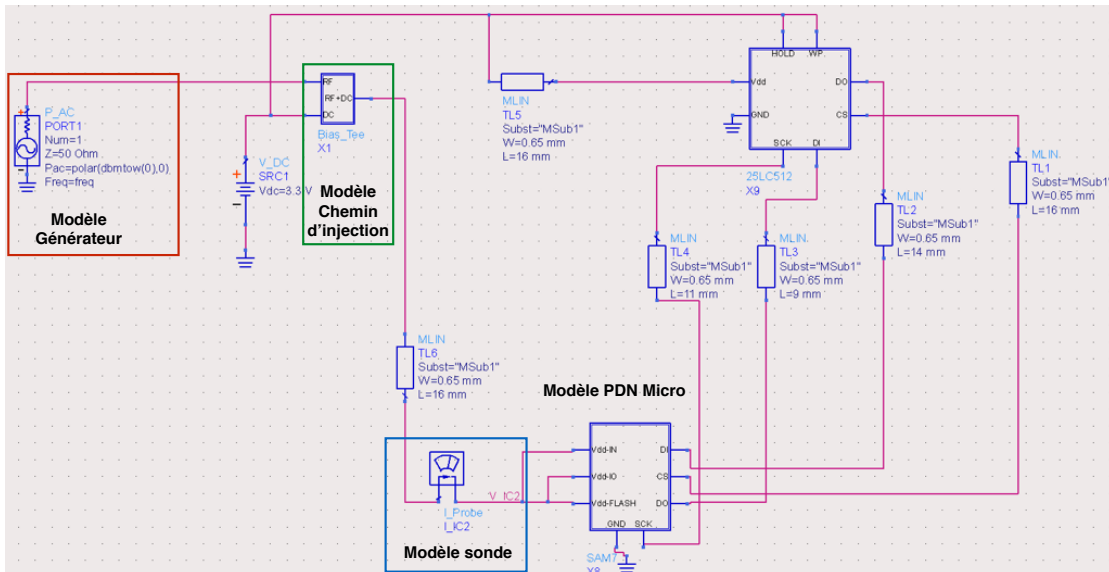 P_AC
PORT1
Num=1
Z=50 Ohm
Pac=polar(dbmtow(0),0)
Freq=freq
Modèle
Générateur
V_DC
SRC1
Vdc=3.3 V
RF
RF+DC
DC
Bias_Tee
X1
Modèle
Chemin
d'injection
MLIN
TL5
Subst="MSub1"
W=0.65 mm
L=16 mm
HOLD WP
Vdd
DO
GND
CS
SCK DI
25LC512
X9
MLIN
TL1
Subst="MSub1"
W=0.65 mm
L=16 mm
MLIN
TL2
Subst="MSub1"
W=0.65 mm
L=14 mm
MLIN
TL4
Subst="MSub1"
W=0.65 mm
L=11 mm
MLIN
TL3
Subst="MSub1"
W=0.65 mm
L=9 mm
MLIN
TL6
Subst="MSub1"
W=0.65 mm
L=16 mm
Modèle PDN Micro
I_Probe
I_IC2
V_IC2
Modèle sonde
Vdd-IN
DI
Vdd-IO
CS
Vdd-FLASH
DO
GND SCK
SAM7
X8